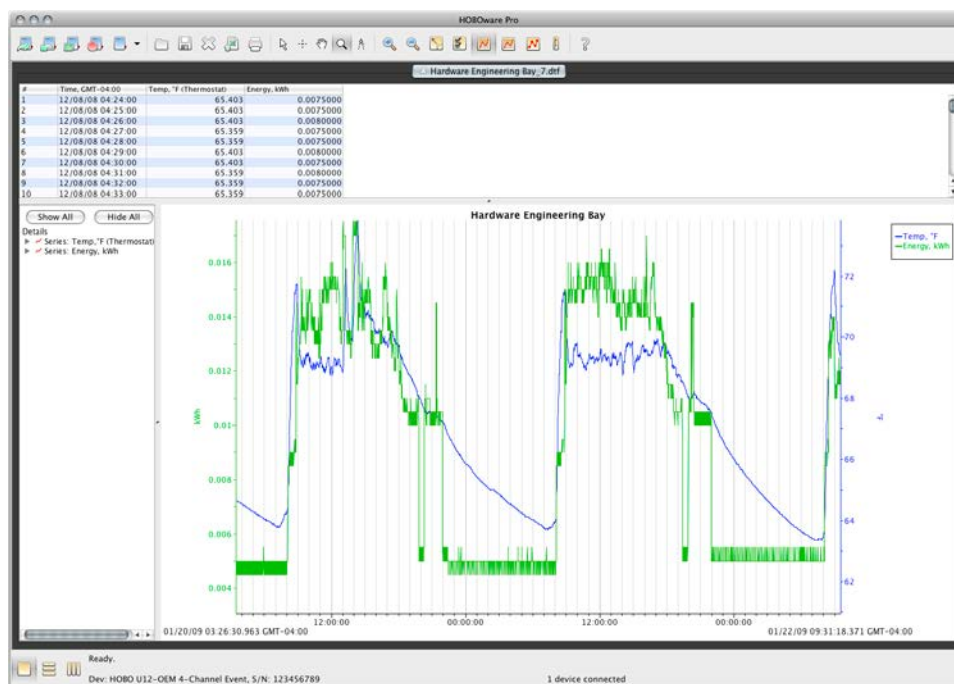 HOBOware Pro
Hardware Engineering Bay_7.dtf
# Time, GMT-04:00 Temp, °F (Thermostat) Energy, kWh
1 12/08/08 04:24:00 65.403 0.0075000
2 12/08/08 04:25:00 65.403 0.0075000
3 12/08/08 04:26:00 65.403 0.0080000
4 12/08/08 04:27:00 65.359 0.0075000
5 12/08/08 04:28:00 65.359 0.0075000
6 12/08/08 04:29:00 65.403 0.0080000
7 12/08/08 04:30:00 65.403 0.0075000
8 12/08/08 04:31:00 65.359 0.0080000
9 12/08/08 04:32:00 65.359 0.0075000
10 12/08/08 04:33:00 65.359 0.0075000
Show All Hide All
Details
Series: Temp,°F (Thermostat)
Series: Energy, kWh
Hardware Engineering Bay
Temp, °F
Energy, kWh
0.016
0.014
0.012
0.01
0.008
0.006
0.004
kWh
72
70
68
66
64
62
°F
12:00:00 00:00:00 12:00:00 00:00:00
01/20/09 03:26:30.963 GMT-04:00 01/22/09 09:31:18.371 GMT-04:00
Ready.
Dev: HOBO U12-OEM 4-Channel Event, S/N: 123456789 1 device connected